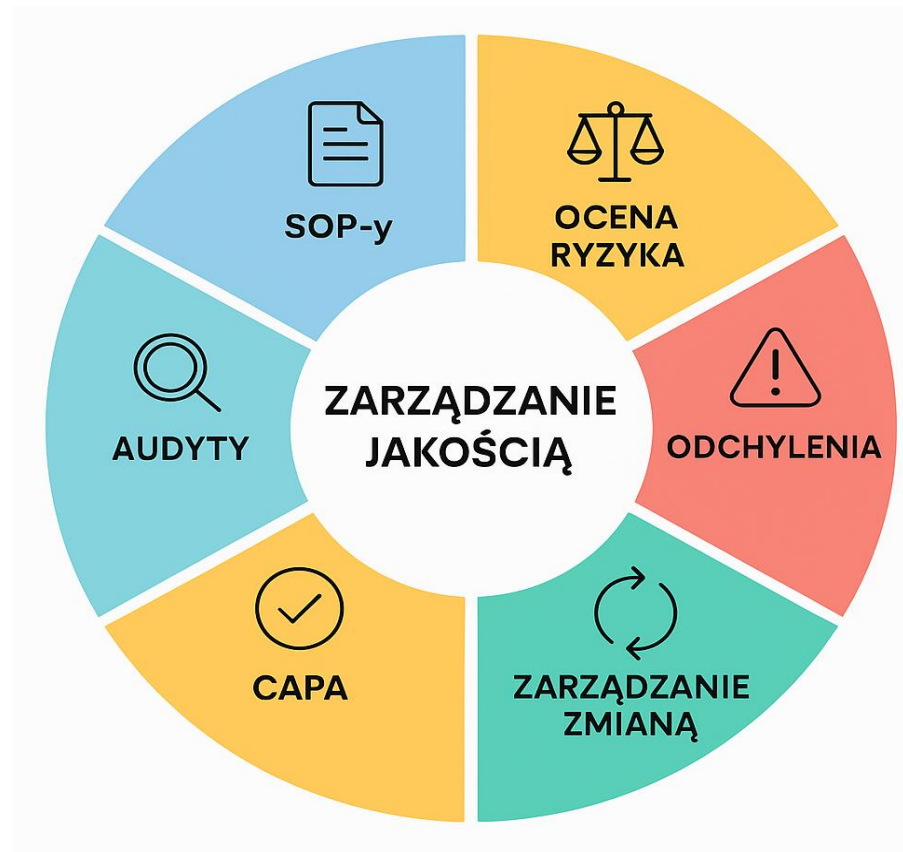 SOP-y
OCENA
RYZYKA
AUDYTY
ZARZĄDZANIE
JAKOŚCIĄ
ODCHYLENIA
CAPA
ZARZĄDZANIE
ZMIANĄ